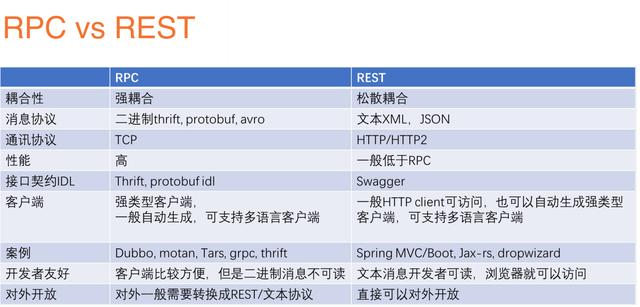 RPC vs REST
RPC REST
耦合性 强耦合 松散耦合
消息协议 二进制thrift, protobuf, avro 文本XML，JSON
通讯协议 TCP HTTP/HTTP2
性能 高 一般低于RPC
接口契约IDL Thrift, protobuf idl Swagger
客户端 强类型客户端， 一般HTTP client可访问，也可以自动生成强类型
一般自动生成，可支持多语言客户端 客户端，可支持多语言客户端
案例 Dubbo, motan, Tars, grpc, thrift Spring MVC/Boot, Jax-rs, dropwizard
开发者友好 客户端比较方便，但是二进制消息不可读 文本消息开发者可读，浏览器就可以访问
对外开放 对外一般需要转换成REST/文本协议 直接可以对外开放